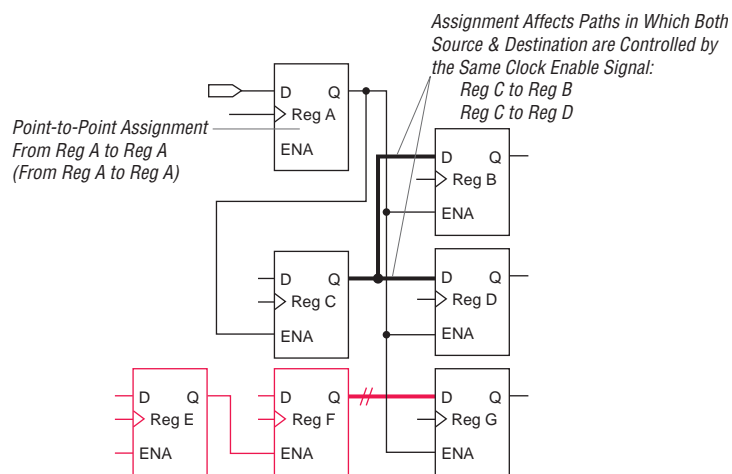 Assignment Affects Paths in Which Both
Source & Destination are Controlled by
the Same Clock Enable Signal:
Reg C to Reg B
Reg C to Reg D
D Q
Reg A
ENA
Point-to-Point Assignment
From Reg A to Reg A
(From Reg A to Reg A)
D Q
Reg B
ENA
D Q
Reg C
ENA
D Q
Reg D
ENA
D Q
Reg E
ENA
D Q
Reg F
ENA
D Q
Reg G
ENA